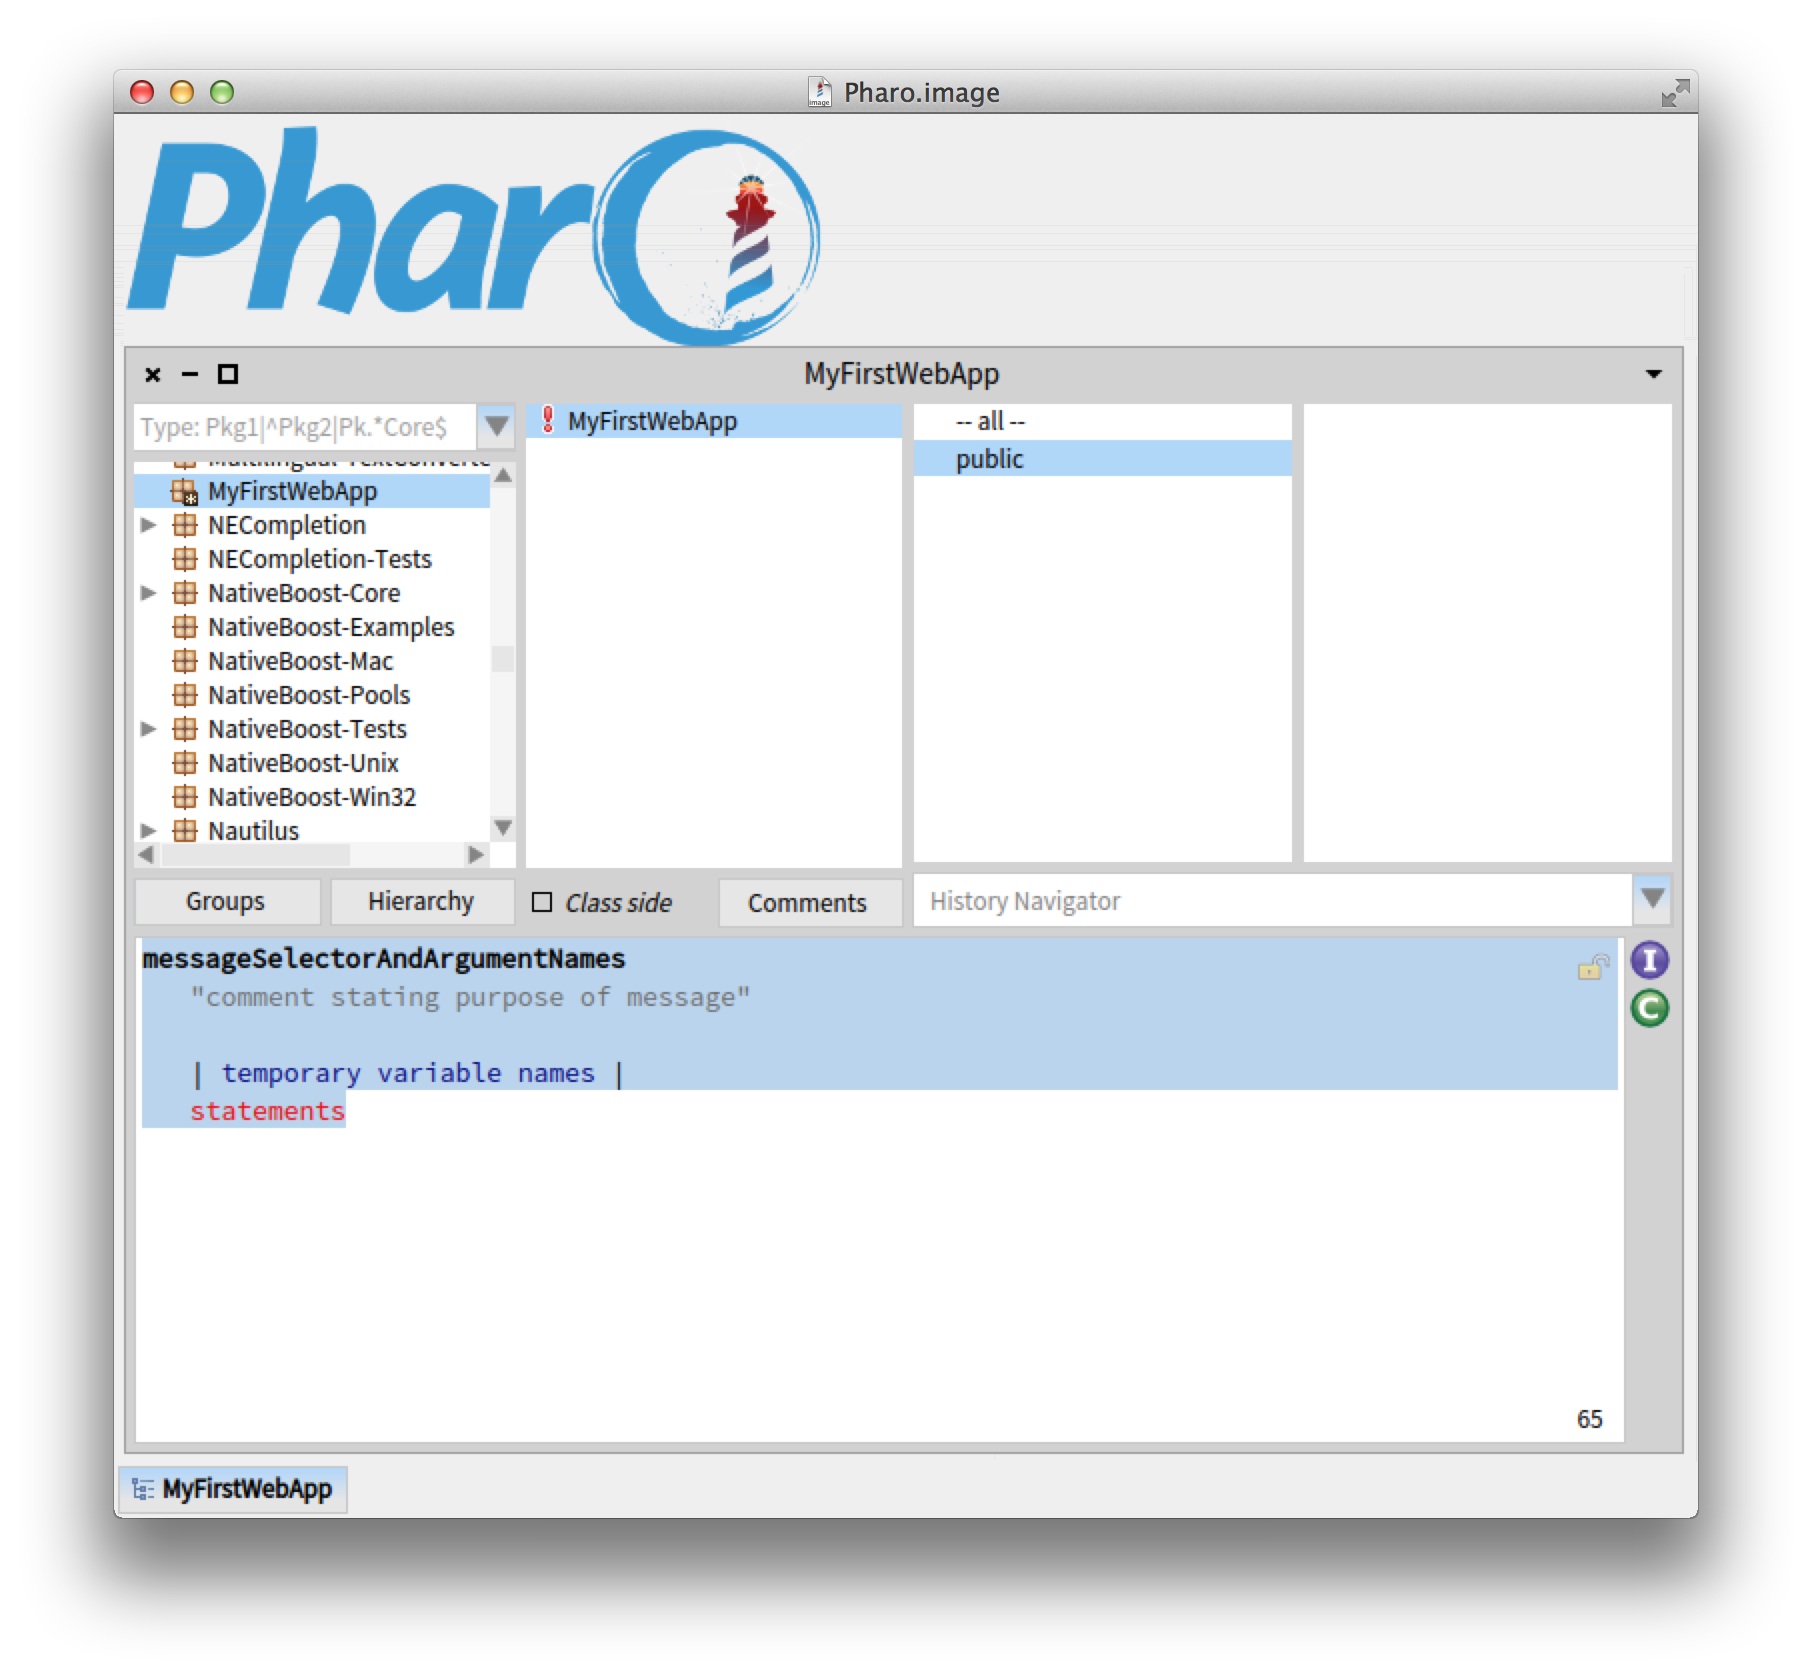 Pharo.image
Pharo
MyFirstWebApp
Type: Pkg1|^Pkg2|Pk.*Core$
MyFirstWebApp
NECompletion
NECompletion-Tests
NativeBoost-Core
NativeBoost-Examples
NativeBoost-Mac
NativeBoost-Pools
NativeBoost-Tests
NativeBoost-Unix
NativeBoost-Win32
Nautilus
MyFirstWebApp
-- all --
public
Groups
Hierarchy
Class side
Comments
History Navigator
messageSelectorAndArgumentNames
"comment stating purpose of message"
| temporary variable names |
statements
I
C
65
MyFirstWebApp